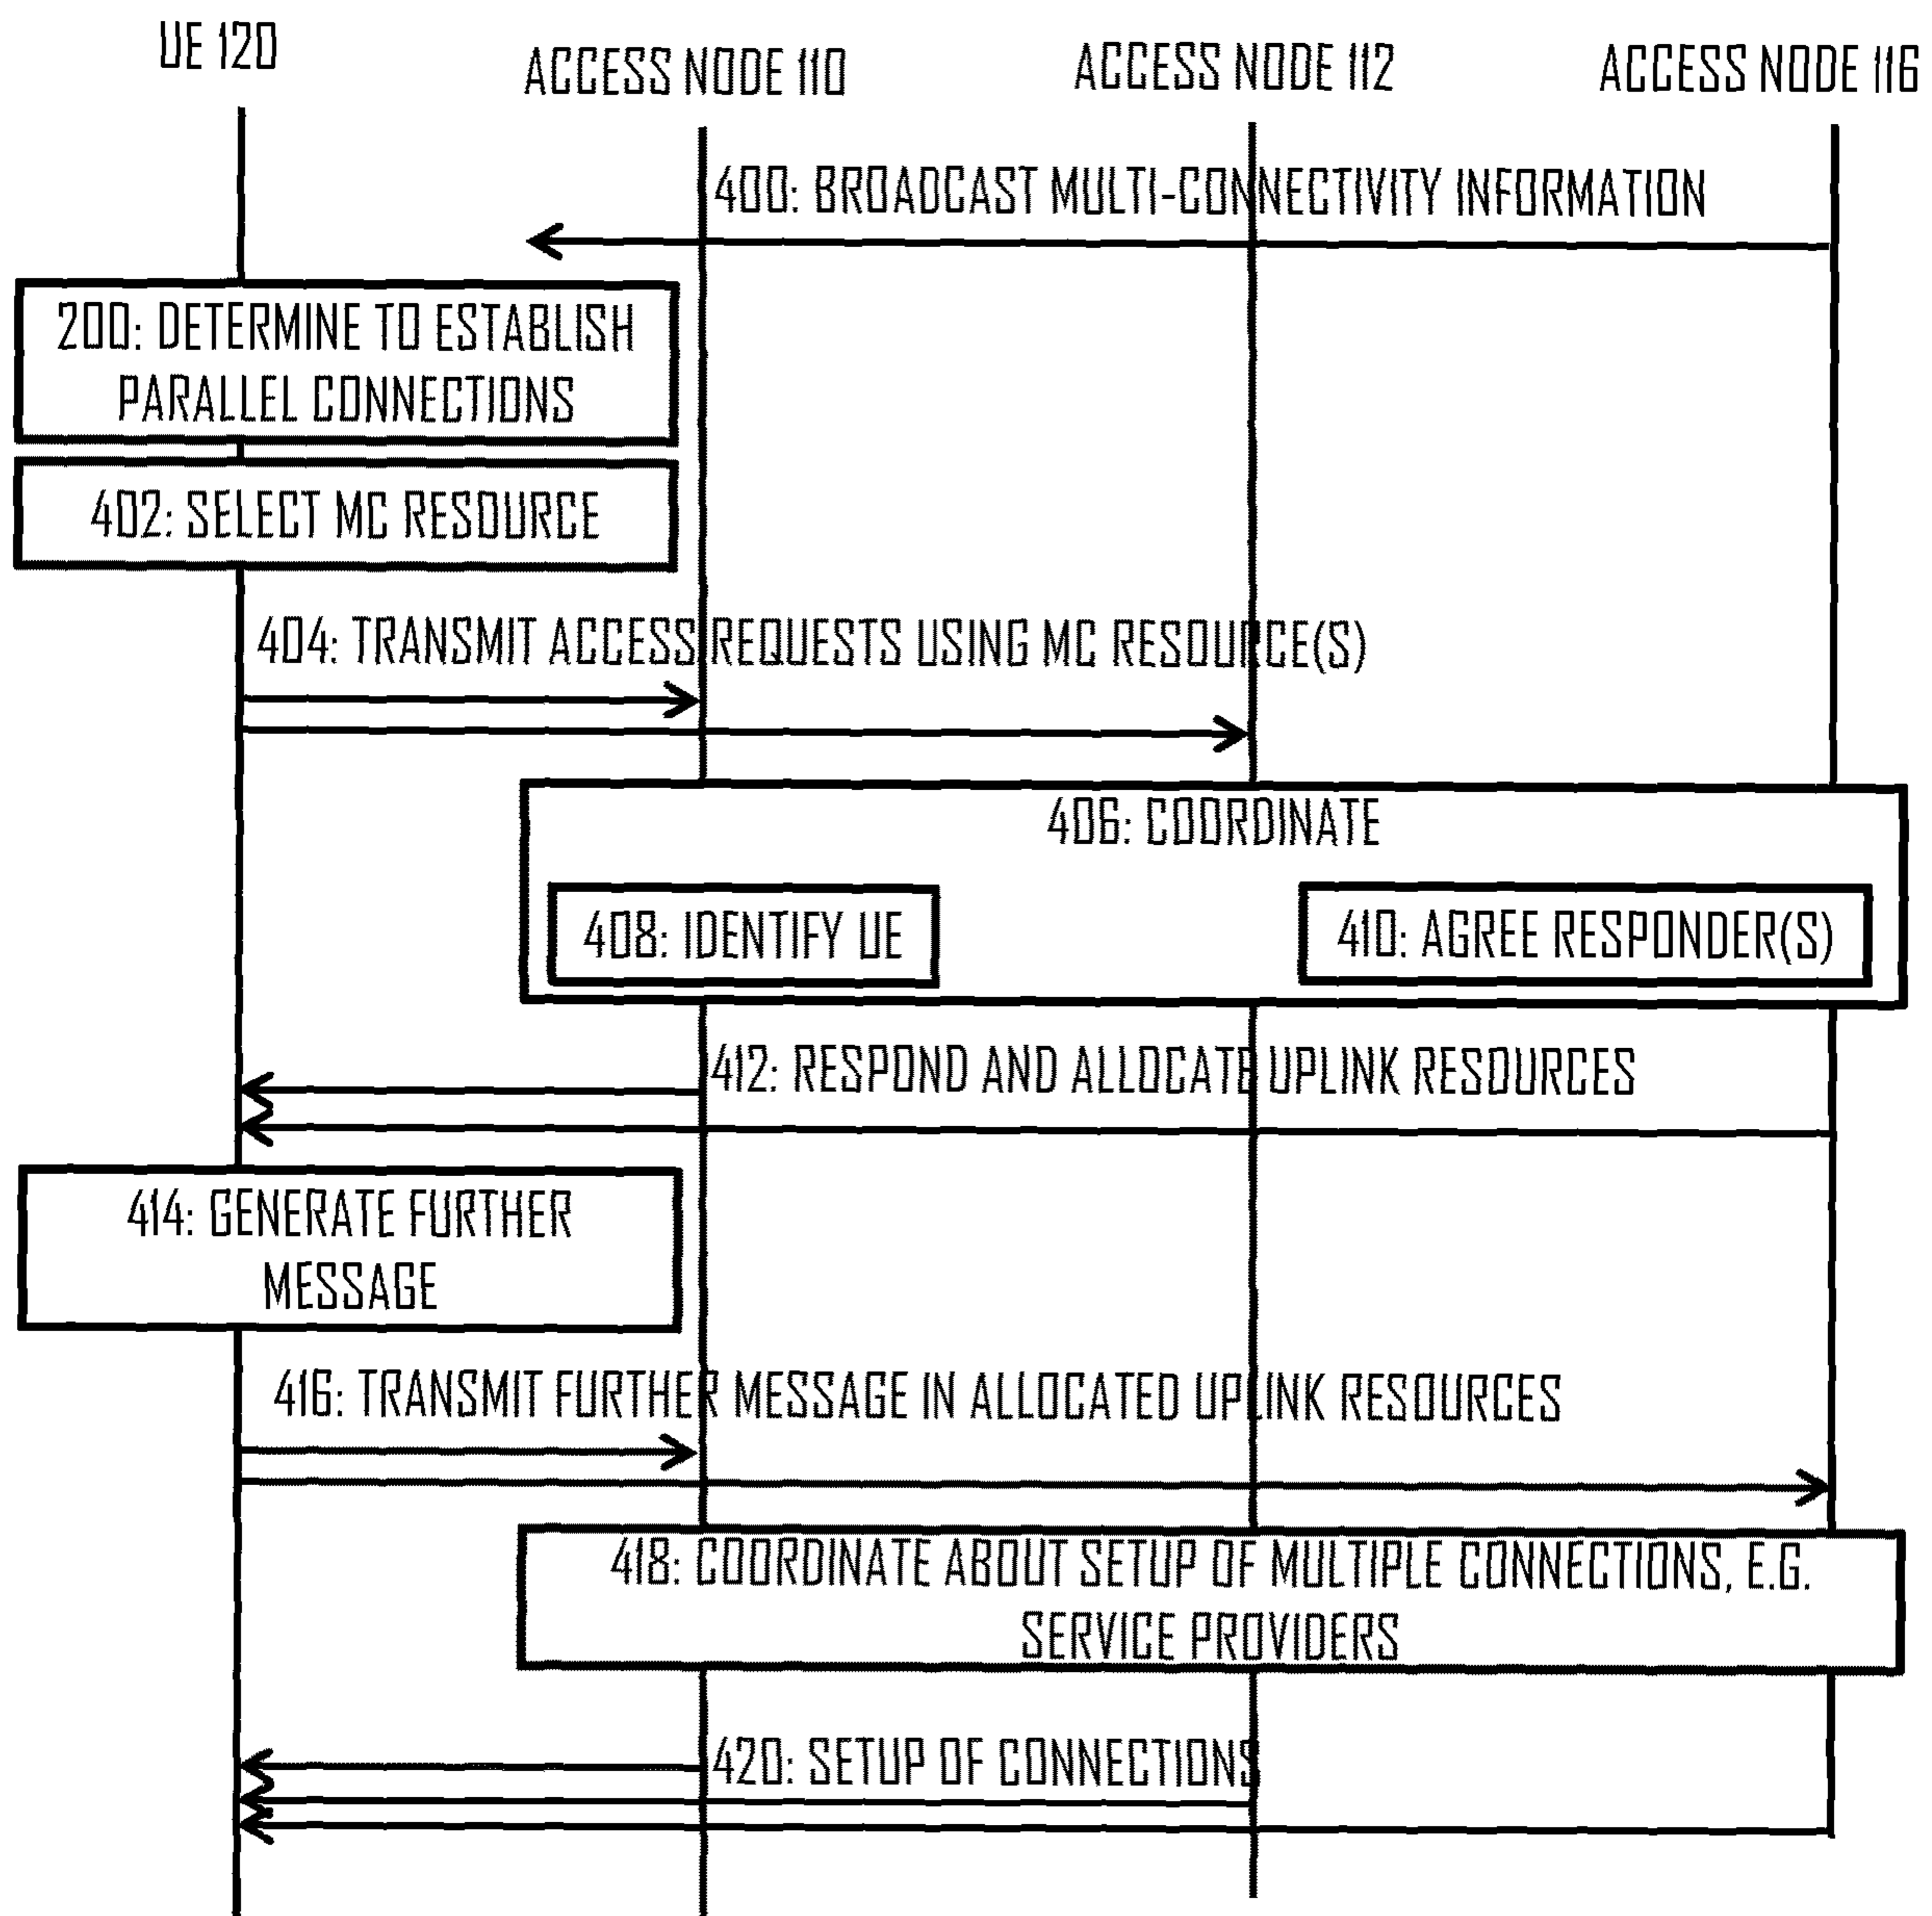 UE 120
ACCESS NODE 110
ACCESS NODE 112
ACCESS NODE 116
400: BROADCAST MULTI-CONNECTIVITY INFORMATION
200: DETERMINE TO ESTABLISH
PARALLEL CONNECTIONS
402: SELECT MC RESOURCE
404: TRANSMIT ACCESS REQUESTS USING MC RESOURCE(S)
406: COORDINATE
408: IDENTIFY UE
410: AGREE RESPONDER(S)
412: RESPOND AND ALLOCATE UPLINK RESOURCES
414: GENERATE FURTHER
MESSAGE
416: TRANSMIT FURTHER MESSAGE IN ALLOCATED UPLINK RESOURCES
418: COORDINATE ABOUT SETUP OF MULTIPLE CONNECTIONS, E.G.
SERVICE PROVIDERS
420: SETUP OF CONNECTIONS